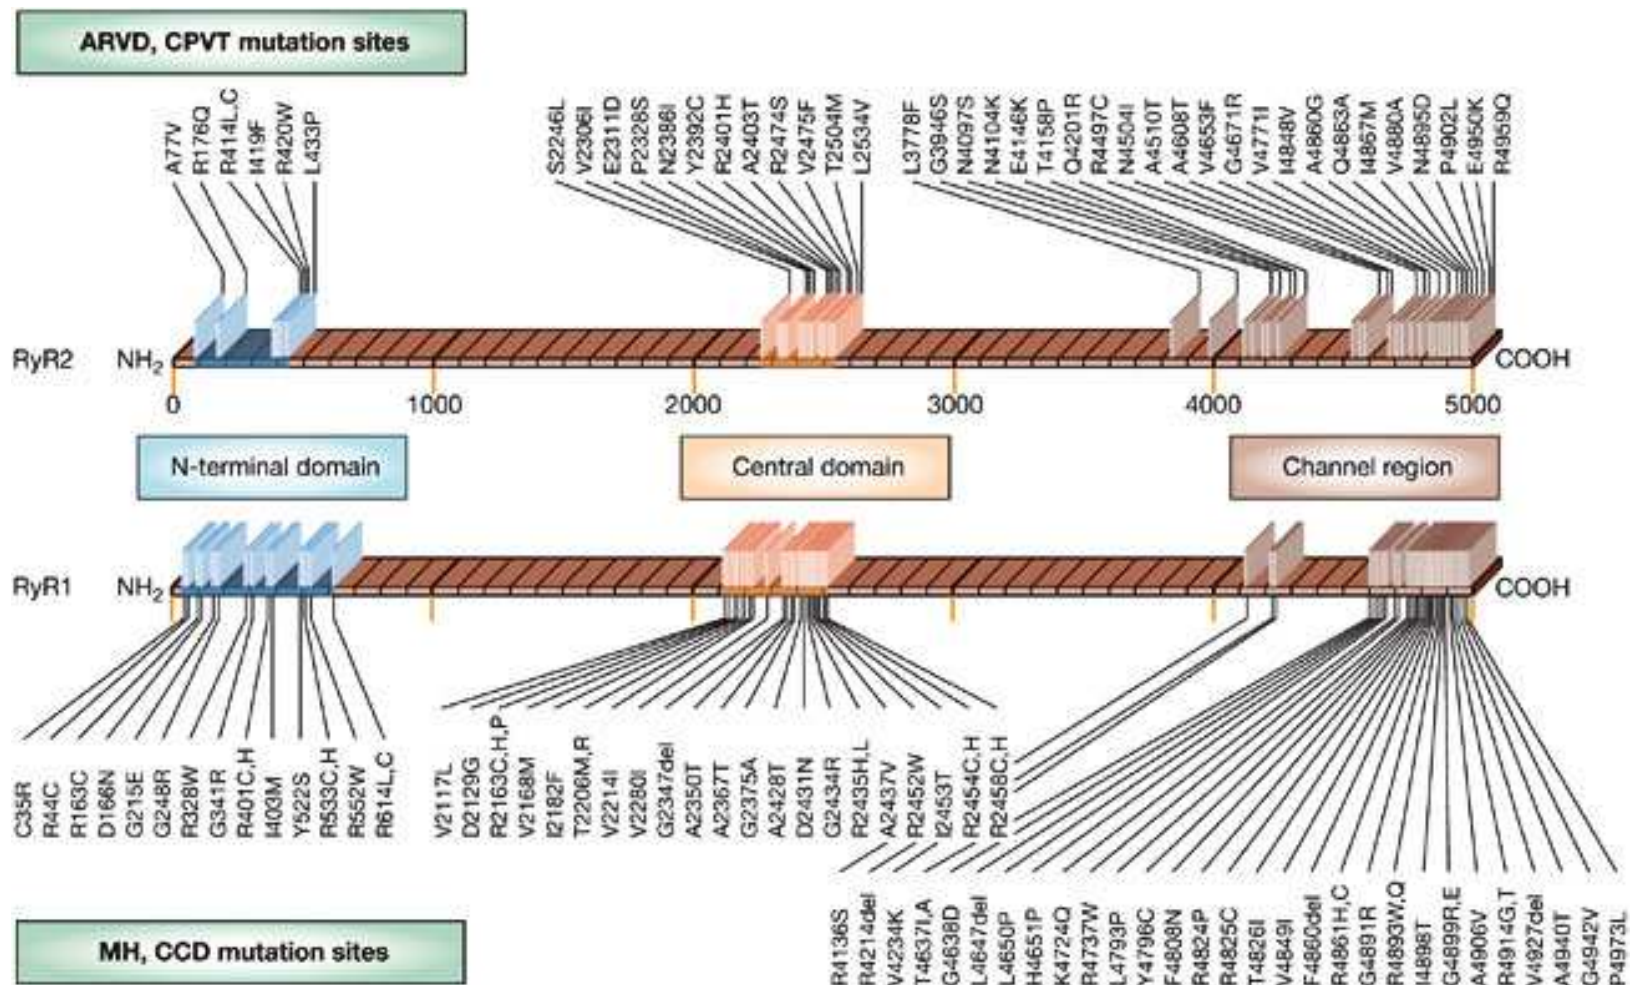 ARVD, CPVT mutation sites
A77V
R176Q
R414L,C
I419F
R420W
L433P
S2246L
V2306I
E2311D
P2328S
N2386I
Y2392C
R2401H
A2403T
R2474S
V2475F
T2504M
L2534V
L3778F
G3946S
N4097S
N4104K
E4146K
T4158P
Q4201R
R4497C
N4504I
A4510T
A4608T
V4653F
G4671R
V4771I
I4848V
A4860G
Q4863A
I4867M
V4880A
N4895D
P4902L
E4950K
R4959Q
RyR2 NH2 COOH
0 1000 2000 3000 4000 5000
N-terminal domain
Central domain
Channel region
RyR1 NH2 COOH
C35R
R44C
R163C
D166N
G215E
G248R
R328W
G341R
R401C,H
I403M
Y522S
R533C,H
R552W
R614L,C
V2117L
D2129G
R2163C,H,P
V2168M
I2182F
T2206M,R
V2214I
V2280I
G2347del
A2350T
A2367T
G2375A
A2428T
D2431N
G2434R
R2435H,L
A2437V
R2452W
I2453T
R2454C,H
R2458C,H
R4136S
R4214del
V4234K
T4637I,A
G4638D
L4647del
L4650P
H4651P
K4724Q
R4737W
L4793P
Y4796C
F4808N
R4824P
R4825C
T4826I
V4849I
F4860del
R4861H,C
G4891R
R4893W,Q
I4898T
G4899R,E
A4906V
R4914G,T
V4927del
A4940T
G4942V
P4973L
MH, CCD mutation sites